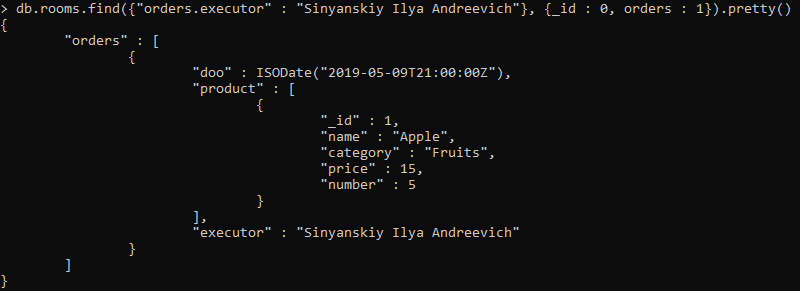 > db.rooms.find({"orders.executor" : "Sinyanskiy Ilya Andreevich"}, {_id : 0, orders : 1}).pretty()
{
        "orders" : [
                {
                        "doo" : ISODate("2019-05-09T21:00:00Z"),
                        "product" : [
                                {
                                        "_id" : 1,
                                        "name" : "Apple",
                                        "category" : "Fruits",
                                        "price" : 15,
                                        "number" : 5
                                }
                        ],
                        "executor" : "Sinyanskiy Ilya Andreevich"
                }
        ]
}